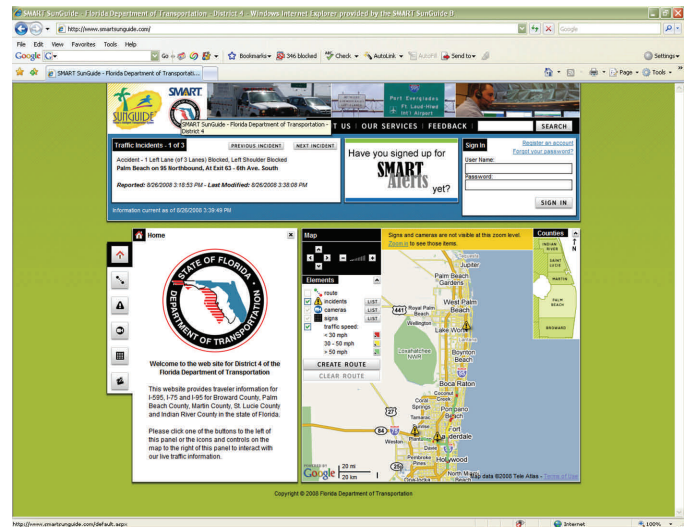 SMART SunGuide - Florida Department of Transportation - District 4 - Windows Internet Explorer provided by the SMART SunGuide
http://www.smartsunguide.com/
Google
File Edit View Favorites Tools Help
Google Go Bookmarks 346 blocked Check AutoLink AutoFill Send to Settings
SMART SunGuide - Florida Department of Transportati...
Page Tools
SUNGUIDE
SMART
Port Everglades
Ft Laud-Hlwd
Int'l Airport
T US | OUR SERVICES | FEEDBACK | SEARCH
SMART SunGuide - Florida Department of Transportation -
District 4
Traffic Incidents - 1 of 3 PREVIOUS INCIDENT NEXT INCIDENT
Accident - 1 Left Lane (of 3 Lanes) Blocked, Left Shoulder Blocked
Palm Beach on 95 Northbound, At Exit 63 - 6th Ave. South
Reported: 8/26/2008 3:18:53 PM - Last Modified: 8/26/2008 3:38:08 PM
Information current as of 8/26/2008 3:39:49 PM
Have you signed up for
SMART
Alerts
yet?
Sign In Register an account
Forgot your password?
User Name:
Password:
SIGN IN
Home
STATE OF FLORIDA
DEPARTMENT OF TRANSPORTATION
Welcome to the web site for District 4 of the
Florida Department of Transportation
This website provides traveler information for
I-595, I-75 and I-95 for Broward County, Palm
Beach County, Martin County, St. Lucie County
and Indian River County in the state of Florida.
Please click one of the buttons to the left of
this panel or the icons and controls on the
map to the right of this panel to interact with
our live traffic information.
Map
Signs and cameras are not visible at this zoom level.
Zoom in to see those items.
Elements
route
incidents LIST
cameras LIST
signs LIST
traffic speed:
< 30 mph
30 - 50 mph
> 50 mph
CREATE ROUTE
CLEAR ROUTE
Jupiter
Palm Beach
Gardens
West Palm
Beach
441
Royal Palm
Beach
Wellington
Lake Worth
Loxahatchee
NWR
Boynton
Beach
Boca Raton
Coconut
Creek
Coral
Springs
27
Pompano
Beach
Tamarac
Sunrise
84
Fort
Lauderdale
Weston
Davie
Pembroke
Pines
Hollywood
Opa-locka
North Miami
Beach
20 mi
20 km
POWERED BY
Google
Map data ©2008 Tele Atlas - Terms of Use
Counties
N
INDIAN
RIVER
SAINT
LUCIE
MARTIN
PALM
BEACH
BROWARD
Copyright © 2008 Florida Department of Transportation
http://www.smartsunguide.com/default.aspx
Internet
100%